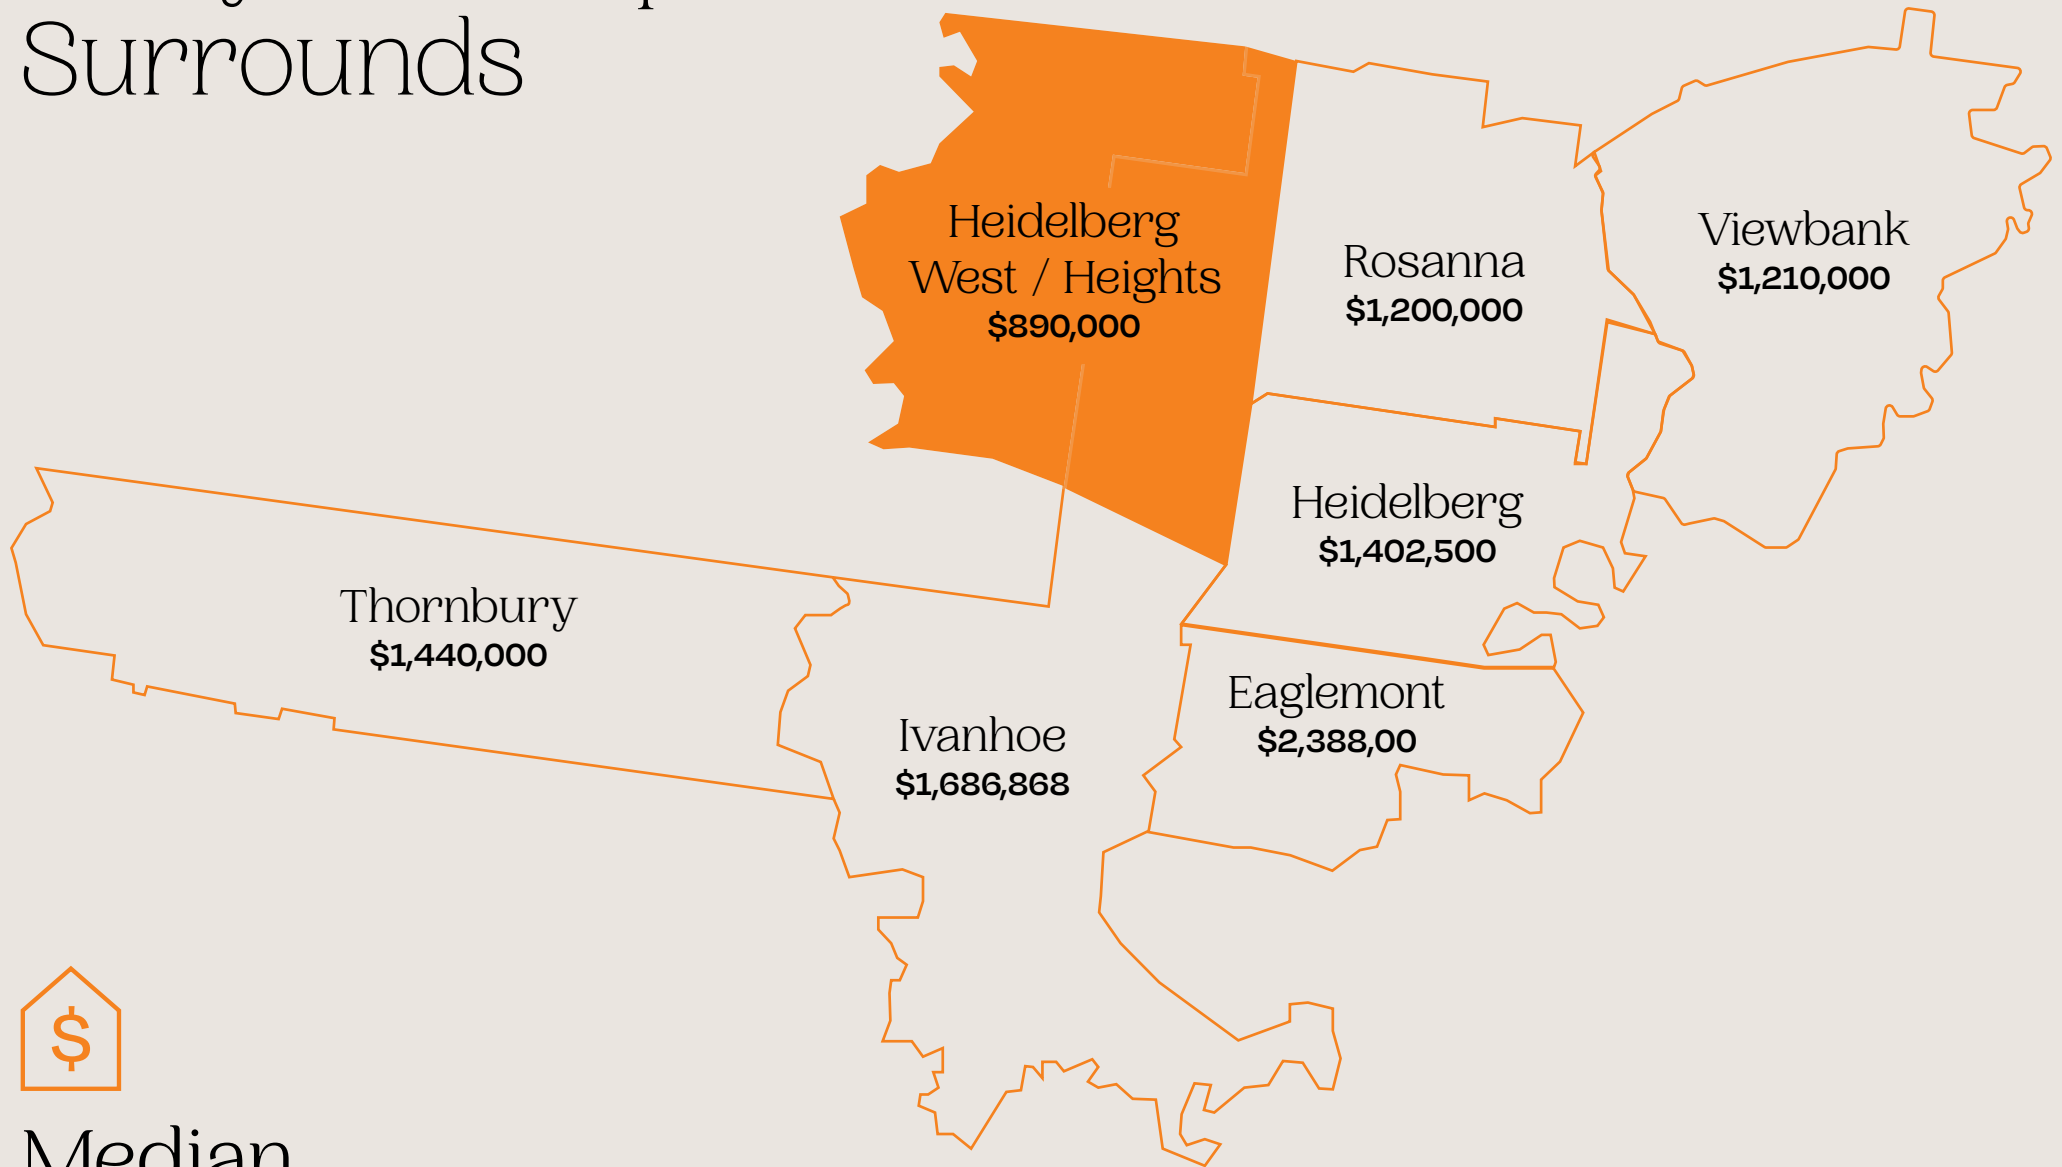 Surrounds
Heidelberg
West / Heights
$890,000
Rosanna
$1,200,000
Viewbank
$1,210,000
Heidelberg
$1,402,500
Thornbury
$1,440,000
Ivanhoe
$1,686,868
Eaglemont
$2,388,00
$
Median